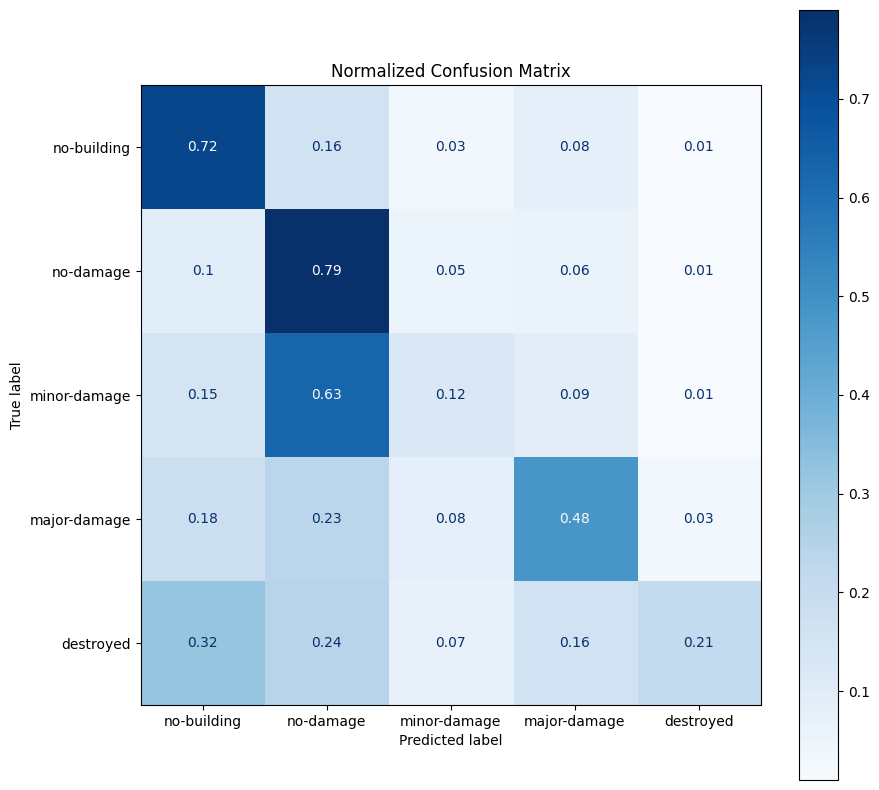 Normalized Confusion Matrix
True label
no-building
0.72 0.16 0.03 0.08 0.01
no-damage
0.1 0.79 0.05 0.06 0.01
minor-damage
0.15 0.63 0.12 0.09 0.01
major-damage
0.18 0.23 0.08 0.48 0.03
destroyed
0.32 0.24 0.07 0.16 0.21
no-building no-damage minor-damage major-damage destroyed
Predicted label
0.7
0.6
0.5
0.4
0.3
0.2
0.1